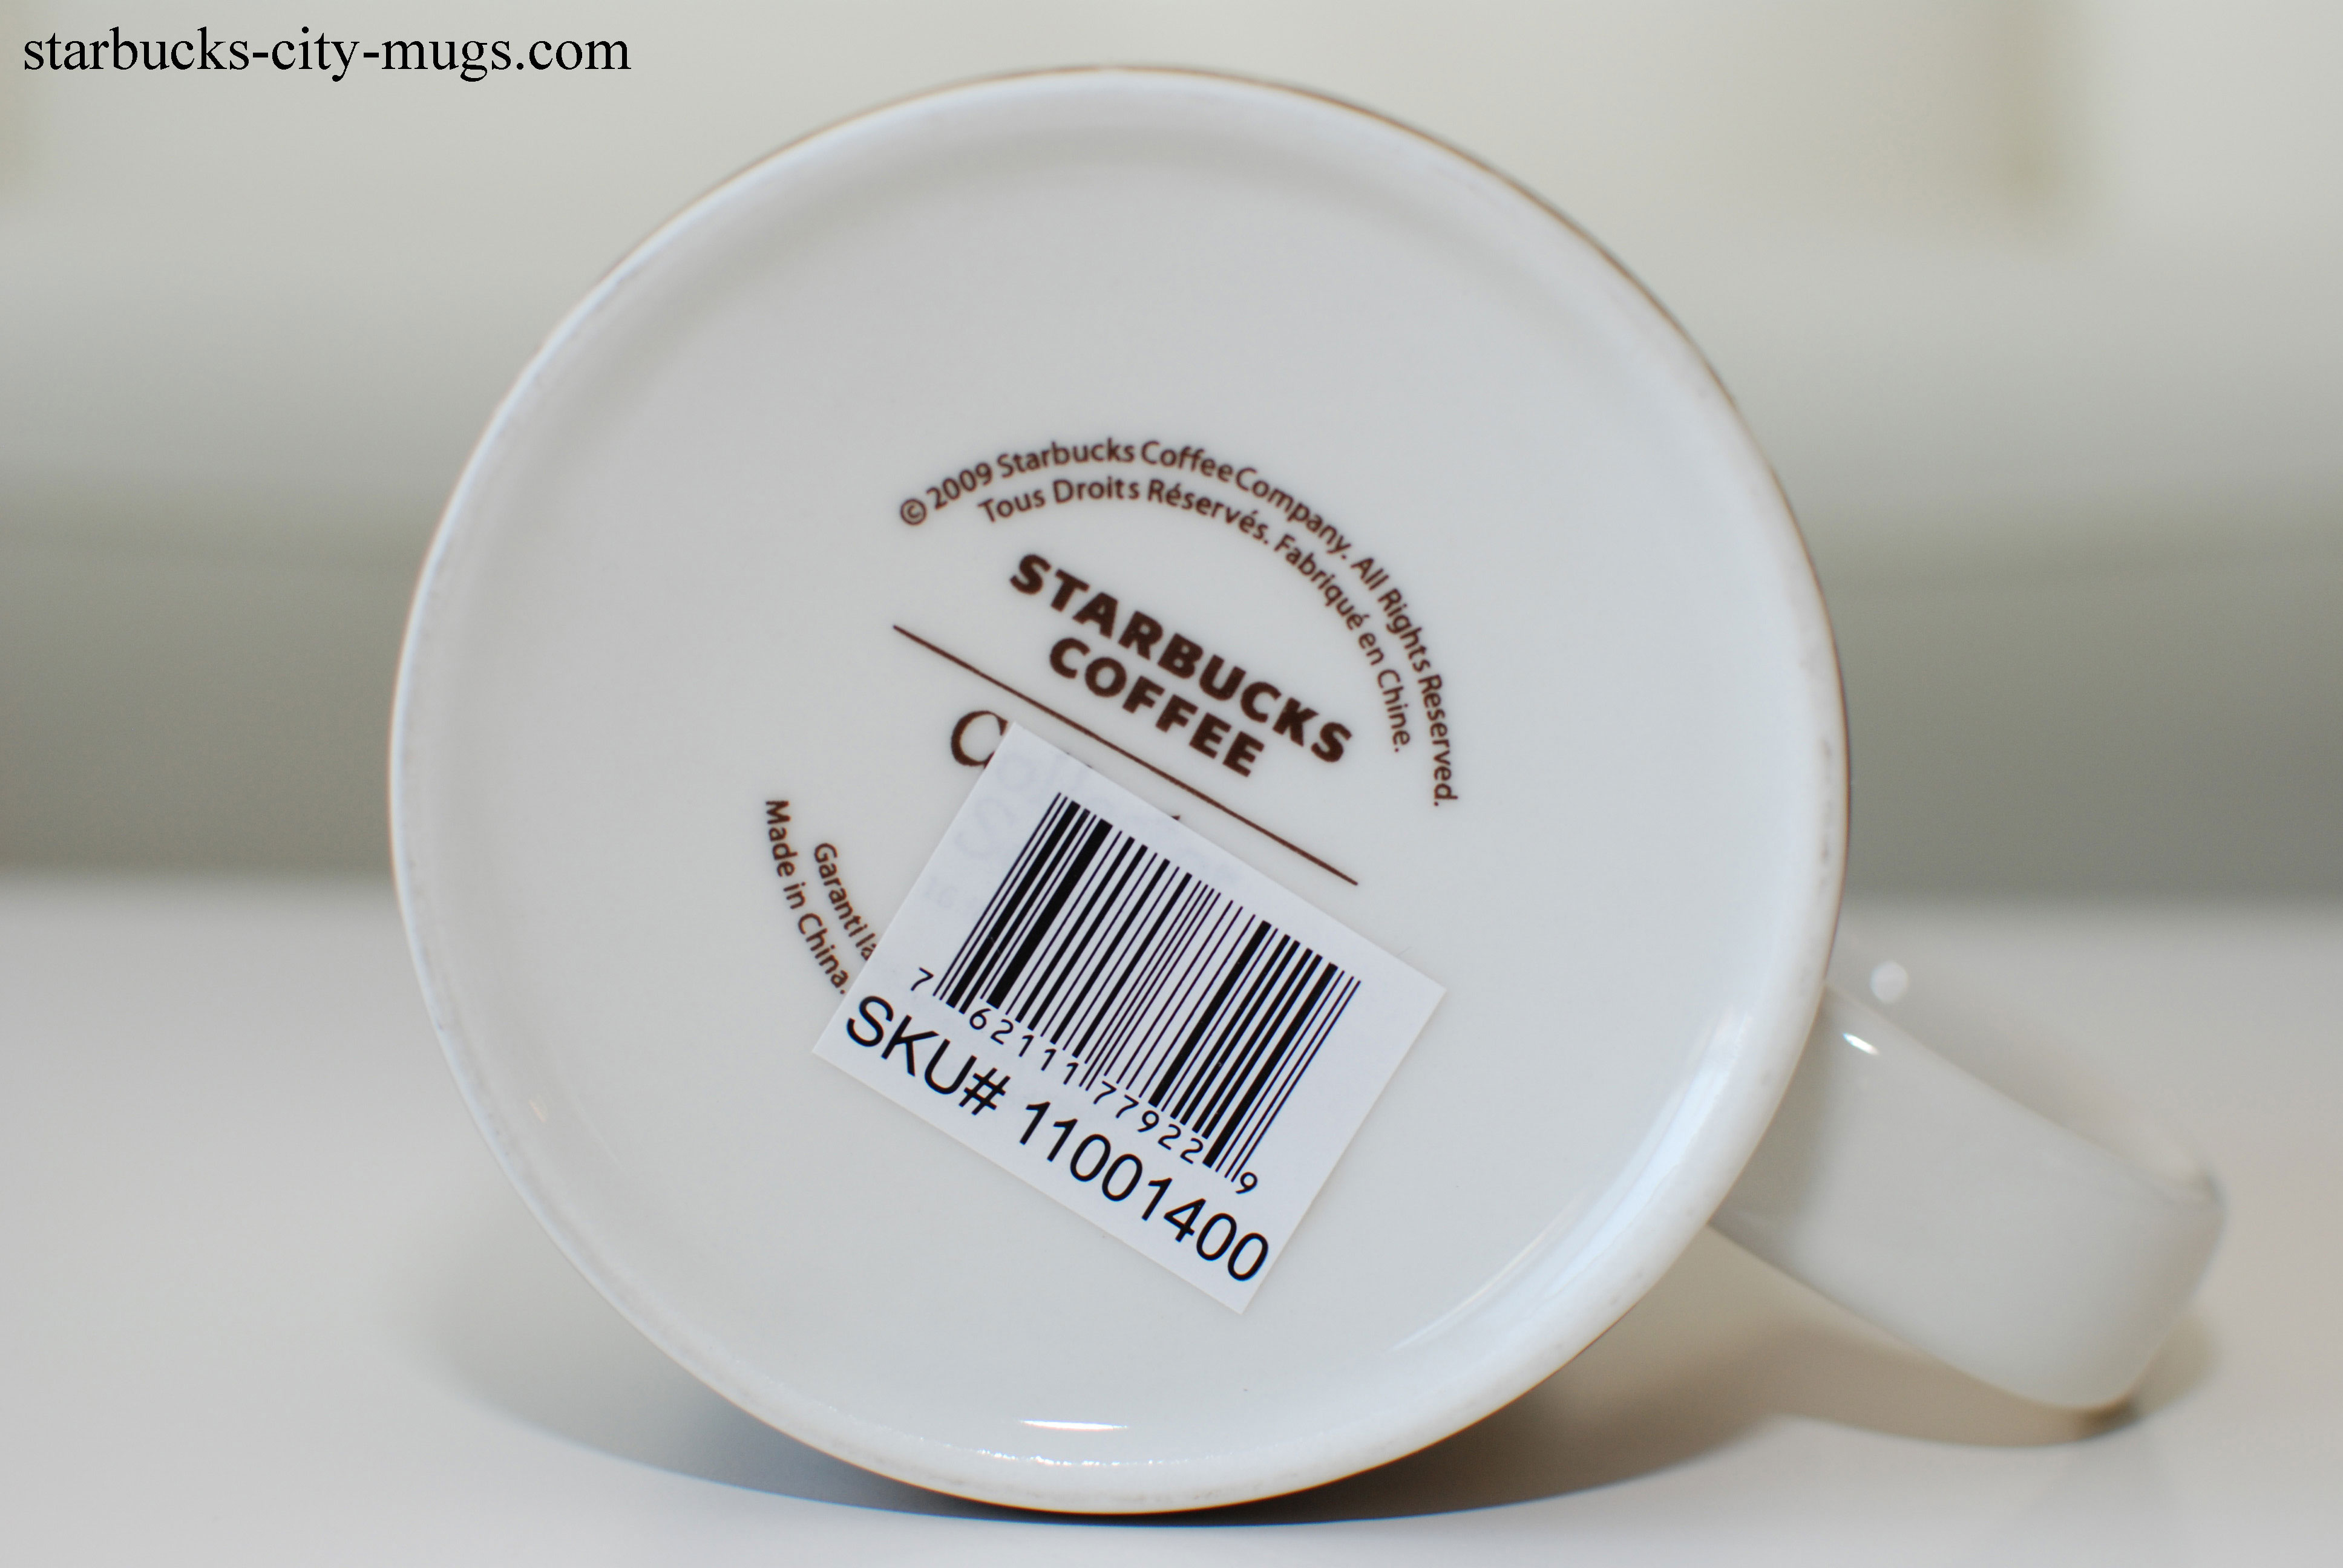 starbucks-city-mugs.com
© 2009 Starbucks Coffee Company. All Rights Reserved.
Tous Droits Réservés. Fabriqué en Chine.
STARBUCKS
COFFEE
Garanti
Made in China.
7 62111 77922 9
SKU# 11001400